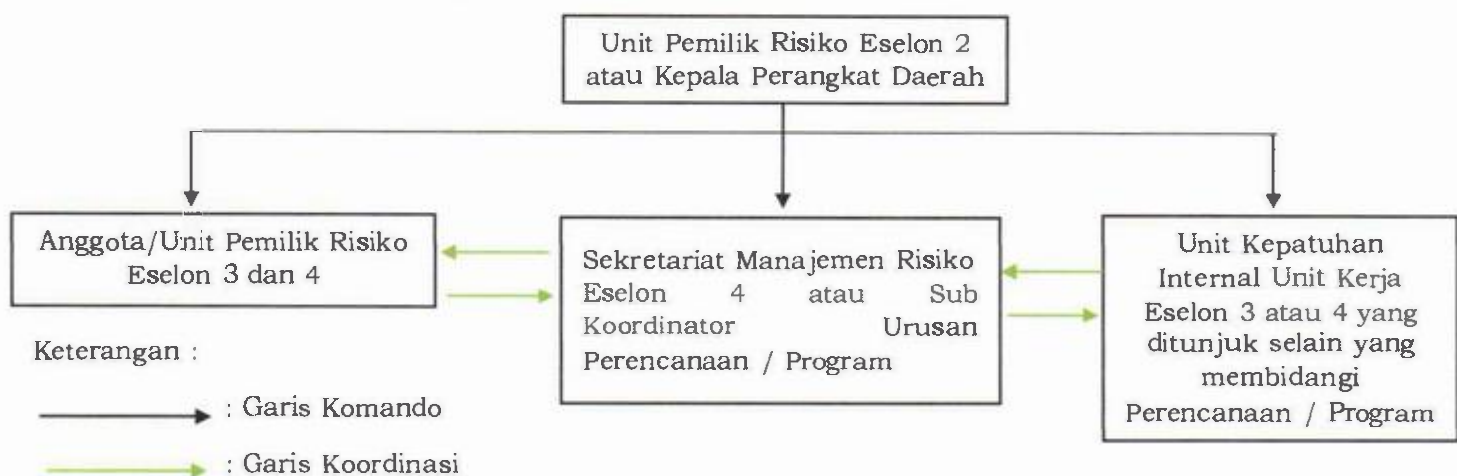 Unit Pemilik Risiko Eselon 2
atau Kepala Perangkat Daerah
Anggota/Unit Pemilik Risiko
Eselon 3 dan 4
Sekretariat Manajemen Risiko
Eselon 4 atau Sub
Koordinator Urusan
Perencanaan / Program
Unit Kepatuhan
Internal Unit Kerja
Eselon 3 atau 4 yang
ditunjuk selain yang
membidangi
Perencanaan / Program
Keterangan :
: Garis Komando
: Garis Koordinasi